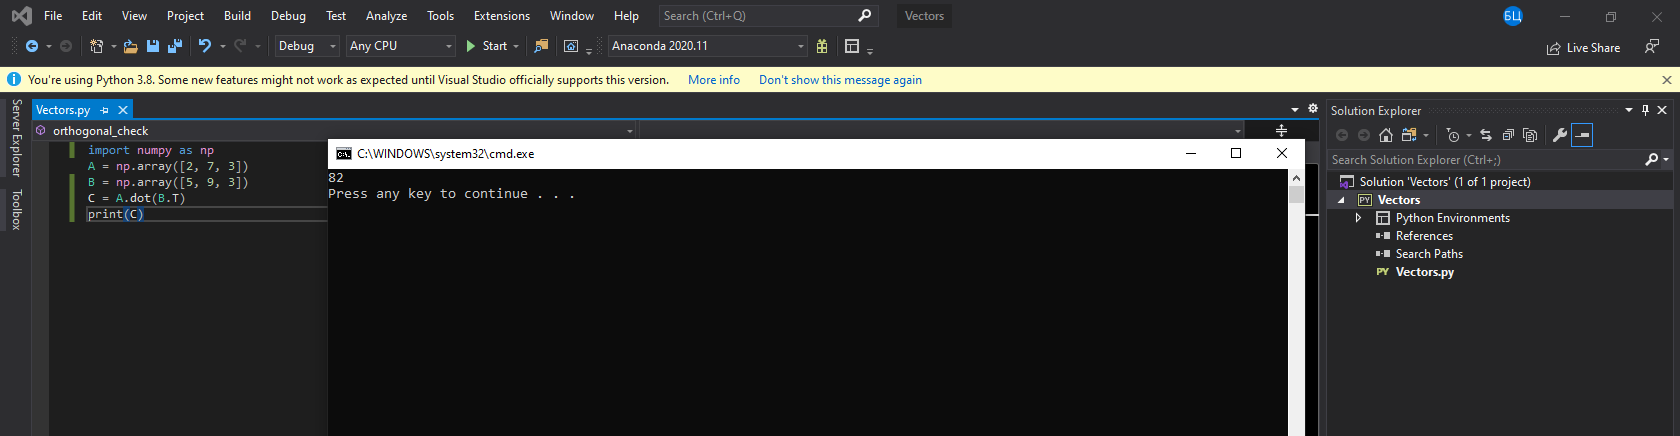 File Edit View Project Build Debug Test Analyze Tools Extensions Window Help Search (Ctrl+Q) Vectors БЦ
Debug Any CPU Start Anaconda 2020.11 Live Share
You're using Python 3.8. Some new features might not work as expected until Visual Studio officially supports this version. More info Don't show this message again
Server Explorer
Toolbox
Vectors.py
orthogonal_check
import numpy as np
A = np.array([2, 7, 3])
B = np.array([5, 9, 3])
C = A.dot(B.T)
print(C)
C:\WINDOWS\system32\cmd.exe
82
Press any key to continue . . .
Solution Explorer
Search Solution Explorer (Ctrl+;)
Solution 'Vectors' (1 of 1 project)
PY Vectors
Python Environments
References
Search Paths
PY Vectors.py